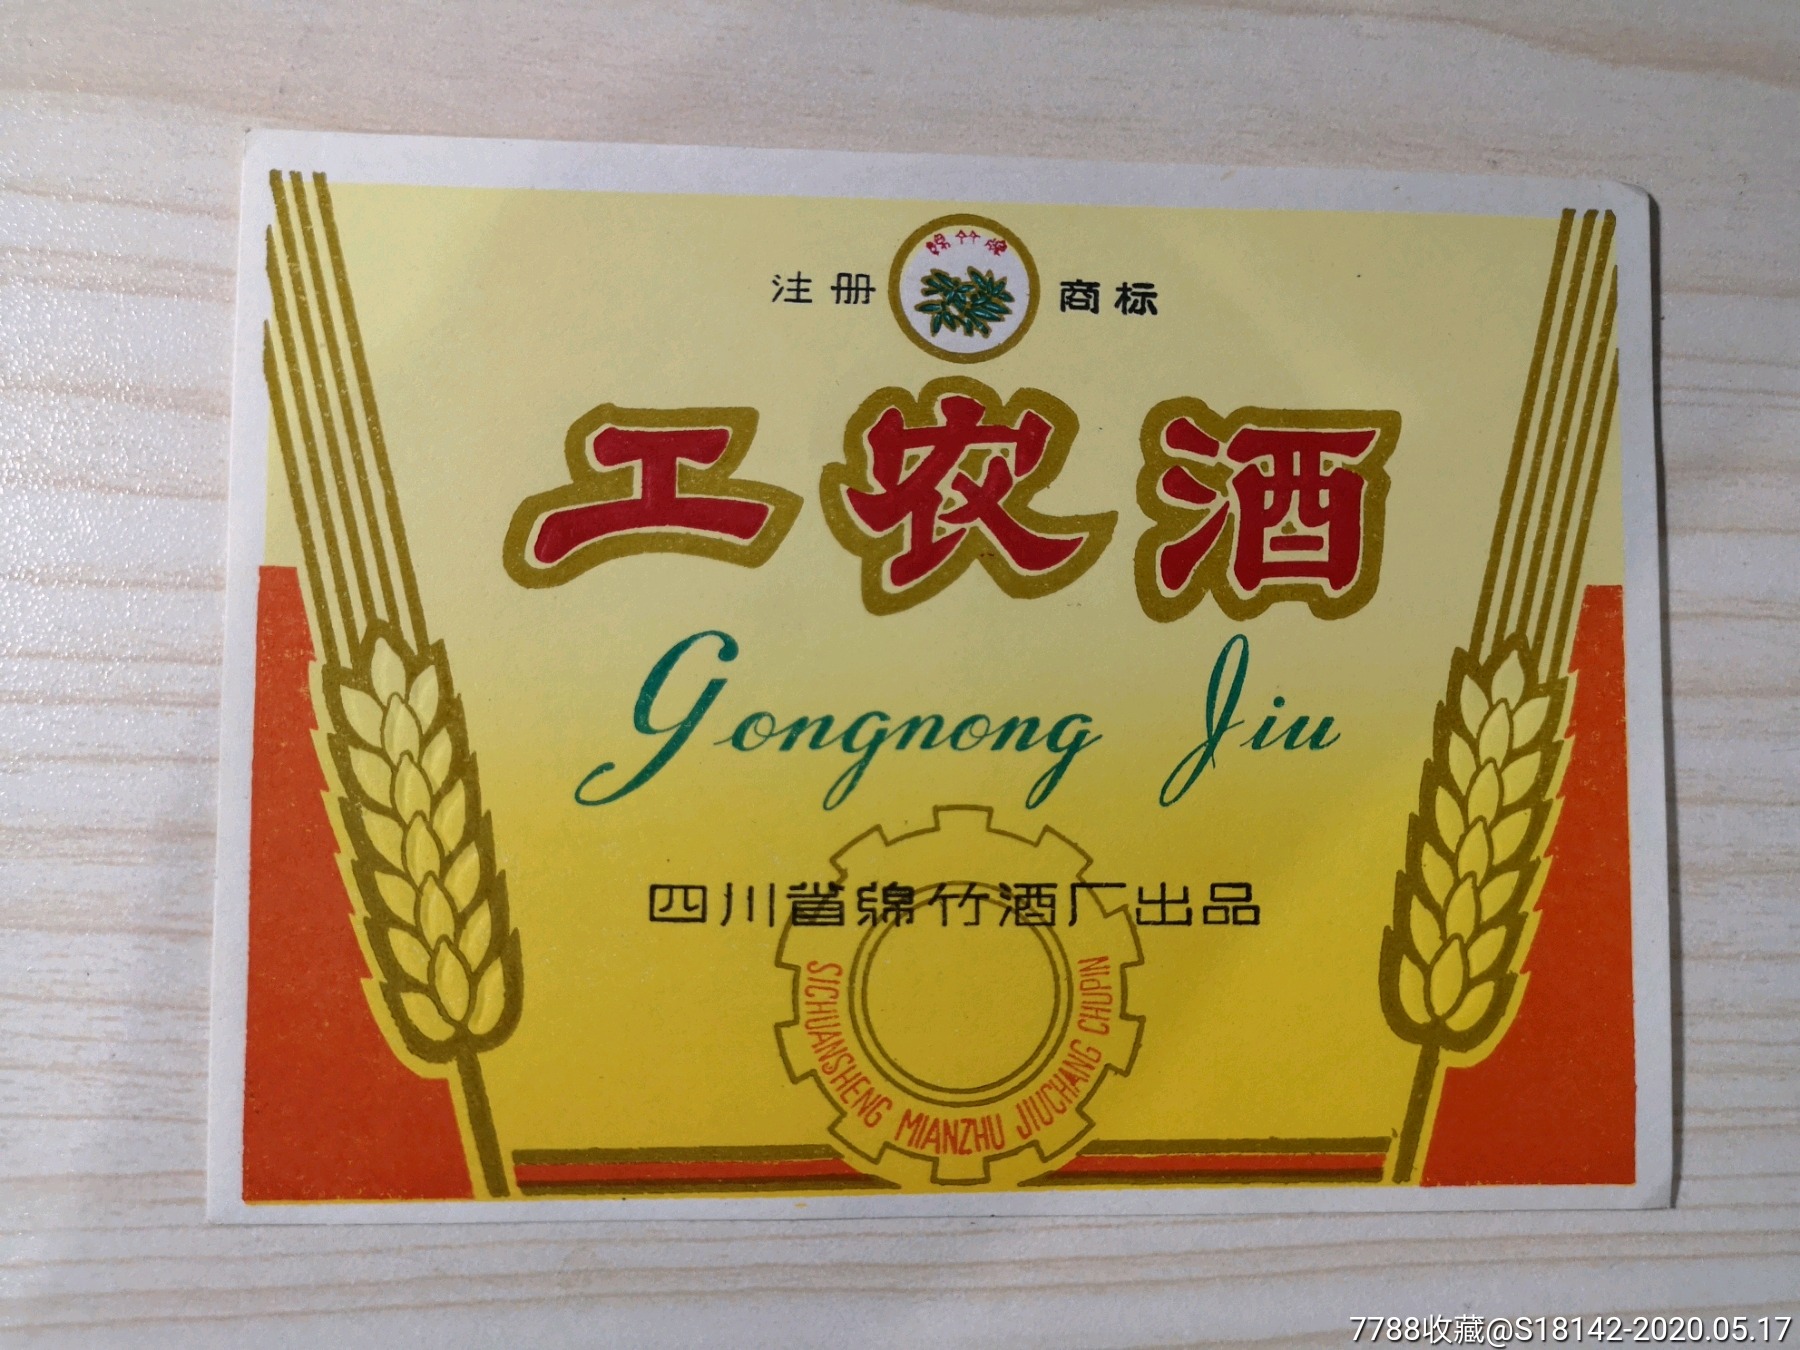 绵竹牌
注册 商标
工农酒
Gongnong Jiu
四川省绵竹酒厂出品
SICHUANSHENG MIANZHU JIUCHANG CHUPIN
7788收藏@S18142-2020.05.17